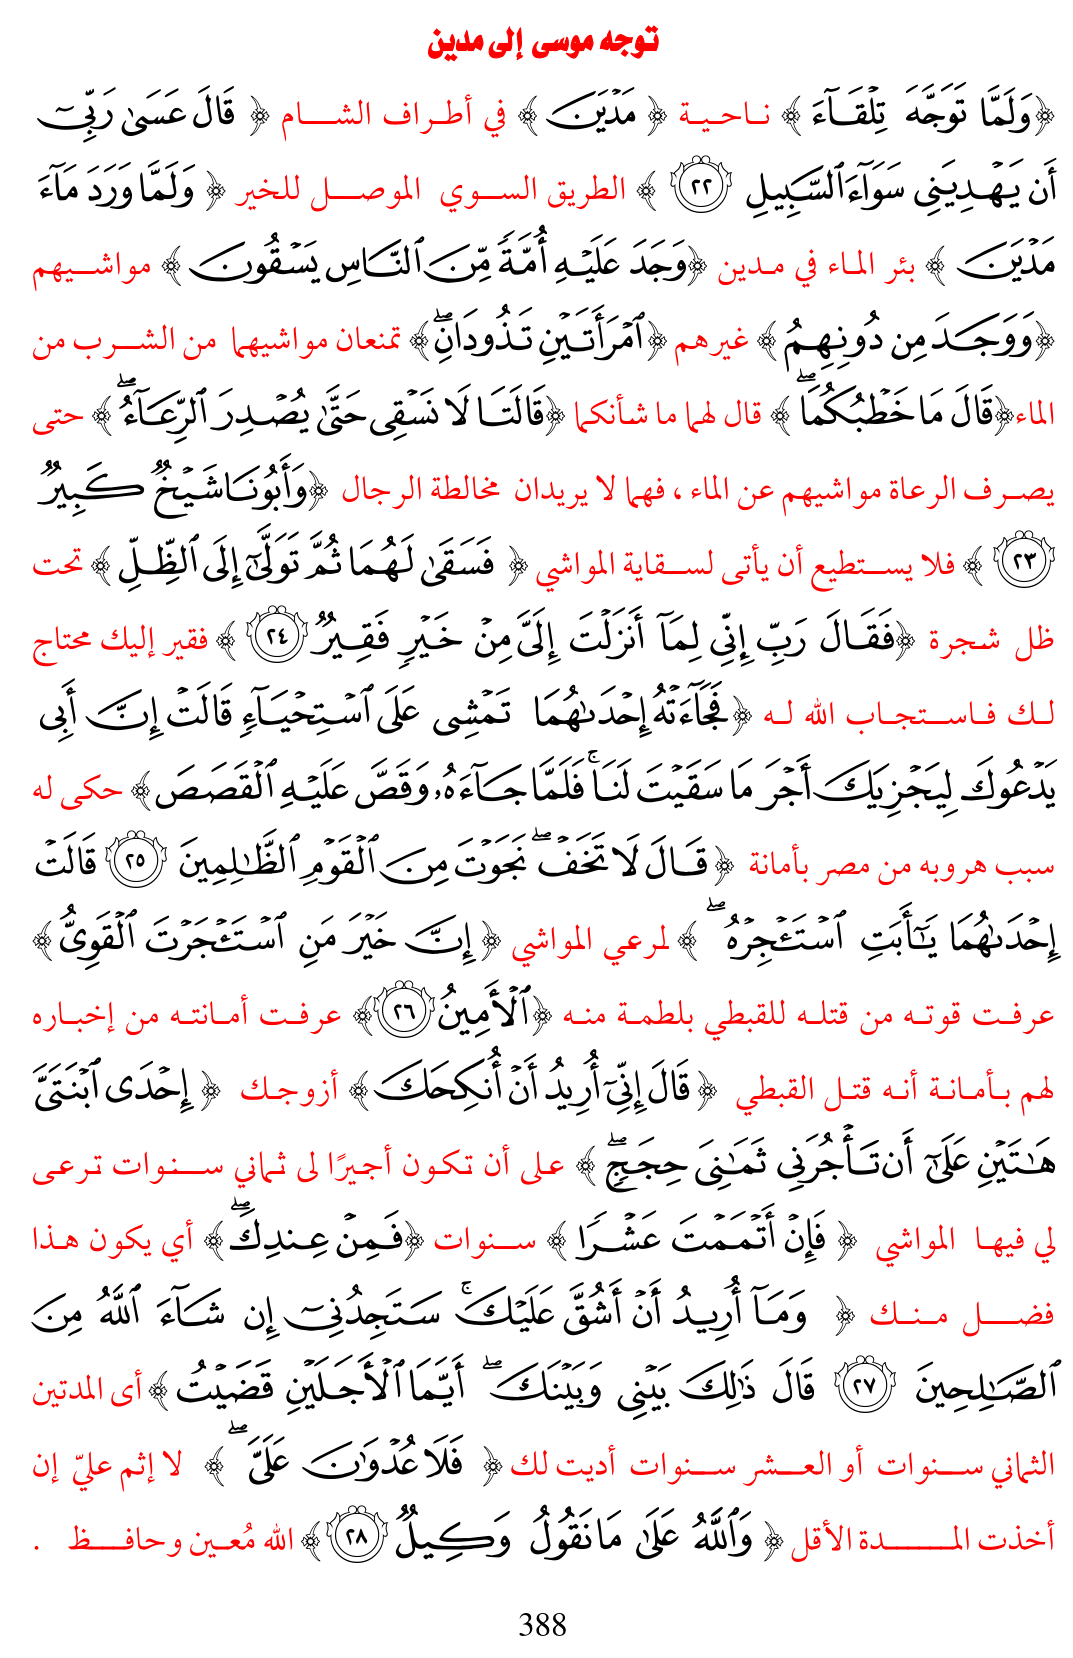 توجه موسى إلى مدين
﴿وَلَمَّا تَوَجَّهَ تِلْقَآءَ﴾ ناحية ﴿مَدْيَنَ﴾ في أطراف الشام ﴿قَالَ عَسَىٰ رَبِّىٓ
أَن يَهْدِيَنِى سَوَآءَ ٱلسَّبِيلِ ٢٢﴾ الطريق السوي الموصل للخير ﴿وَلَمَّا وَرَدَ مَآءَ
مَدْيَنَ﴾ بئر الماء في مدين ﴿وَجَدَ عَلَيْهِ أُمَّةً مِّنَ ٱلنَّاسِ يَسْقُونَ﴾ مواشيهم
﴿وَوَجَدَ مِن دُونِهِمُ﴾ غيرهم ﴿ٱمْرَأَتَيْنِ تَذُودَانِۖ﴾ تمنعان مواشيهما من الشرب من
الماء ﴿قَالَ مَا خَطْبُكُمَاۖ﴾ قال لهما ما شأنكما ﴿قَالَتَا لَا نَسْقِى حَتَّىٰ يُصْدِرَ ٱلرِّعَآءُۖ﴾ حتى
يصرف الرعاة مواشيهم عن الماء ، فهما لا يريدان مخالطة الرجال ﴿وَأَبُونَا شَيْخٌ كَبِيرٌ
٢٣﴾ فلا يستطيع أن يأتى لسقاية المواشي ﴿فَسَقَىٰ لَهُمَا ثُمَّ تَوَلَّىٰٓ إِلَى ٱلظِّلِّ﴾ تحت
ظل شجرة ﴿فَقَالَ رَبِّ إِنِّى لِمَآ أَنزَلْتَ إِلَىَّ مِنْ خَيْرٍ فَقِيرٌ ٢٤﴾ فقير إليك محتاج
لك فاستجاب الله له ﴿فَجَآءَتْهُ إِحْدَىٰهُمَا تَمْشِى عَلَى ٱسْتِحْيَآءٍ قَالَتْ إِنَّ أَبِى
يَدْعُوكَ لِيَجْزِيَكَ أَجْرَ مَا سَقَيْتَ لَنَاۚ فَلَمَّا جَآءَهُۥ وَقَصَّ عَلَيْهِ ٱلْقَصَصَ﴾ حكى له
سبب هروبه من مصر بأمانة ﴿قَالَ لَا تَخَفْۖ نَجَوْتَ مِنَ ٱلْقَوْمِ ٱلظَّٰلِمِينَ ٢٥ قَالَتْ
إِحْدَىٰهُمَا يَٰٓأَبَتِ ٱسْتَـْٔجِرْهُۖ﴾ لمرعي المواشي ﴿إِنَّ خَيْرَ مَنِ ٱسْتَـْٔجَرْتَ ٱلْقَوِىُّ﴾
عرفت قوته من قتله للقبطي بلطمة منه ﴿ٱلْأَمِينُ ٢٦﴾ عرفت أمانته من إخباره
لهم بأمانة أنه قتل القبطي ﴿قَالَ إِنِّىٓ أُرِيدُ أَنْ أُنكِحَكَ﴾ أزوجك ﴿إِحْدَى ٱبْنَتَىَّ
هَٰتَيْنِ عَلَىٰٓ أَن تَأْجُرَنِى ثَمَٰنِىَ حِجَجٍۖ﴾ على أن تكون أجيرًا لى ثماني سنوات ترعى
لي فيها المواشي ﴿فَإِنْ أَتْمَمْتَ عَشْرًا﴾ سنوات ﴿فَمِنْ عِندِكَۖ﴾ أي يكون هذا
فضل منك ﴿وَمَآ أُرِيدُ أَنْ أَشُقَّ عَلَيْكَۚ سَتَجِدُنِىٓ إِن شَآءَ ٱللَّهُ مِنَ
ٱلصَّٰلِحِينَ ٢٧ قَالَ ذَٰلِكَ بَيْنِى وَبَيْنَكَۖ أَيَّمَا ٱلْأَجَلَيْنِ قَضَيْتُ﴾ أى المدتين
الثماني سنوات أو العشر سنوات أديت لك ﴿فَلَا عُدْوَٰنَ عَلَىَّۖ﴾ لا إثم عليّ إن
أخذت المدة الأقل ﴿وَٱللَّهُ عَلَىٰ مَا نَقُولُ وَكِيلٌ ٢٨﴾ الله مُعين وحافظ .
388